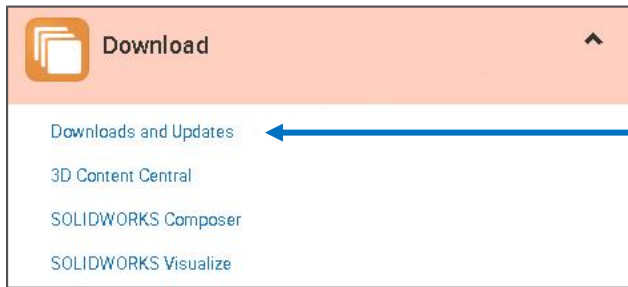 Download
Downloads and Updates
3D Content Central
SOLIDWORKS Composer
SOLIDWORKS Visualize